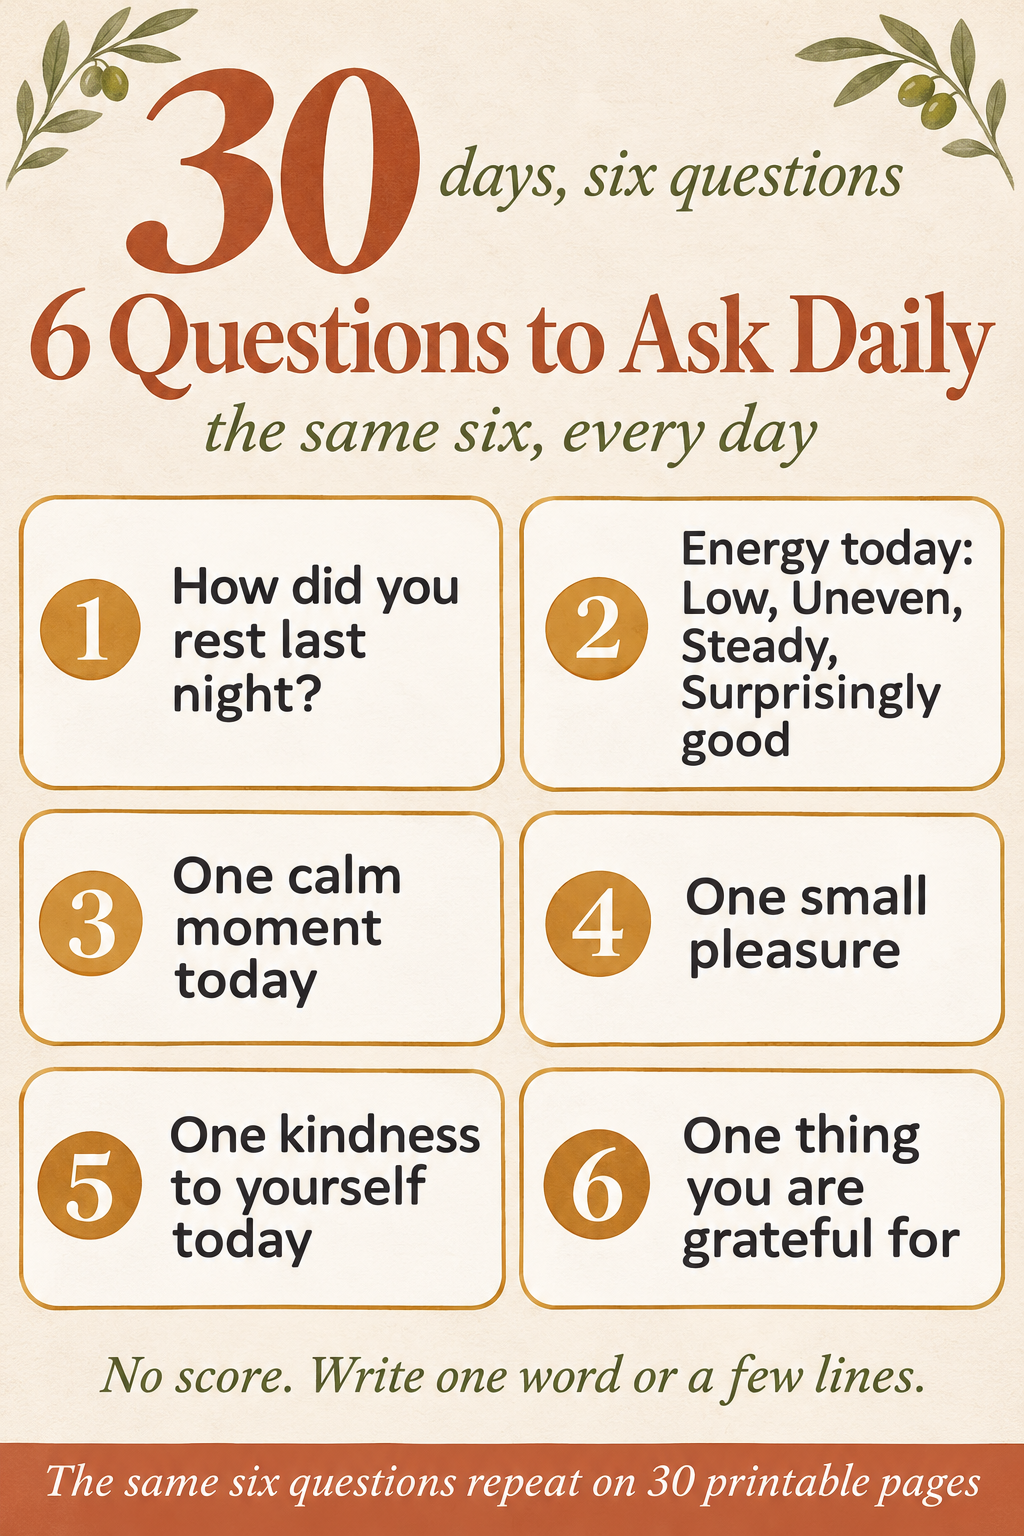 30 days, six questions
6 Questions to Ask Daily
the same six, every day
1
How did you
rest last
night?
2
Energy today:
Low, Uneven,
Steady,
Surprisingly
good
3
One calm
moment
today
4
One small
pleasure
5
One kindness
to yourself
today
6
One thing
you are
grateful for
No score. Write one word or a few lines.
The same six questions repeat on 30 printable pages